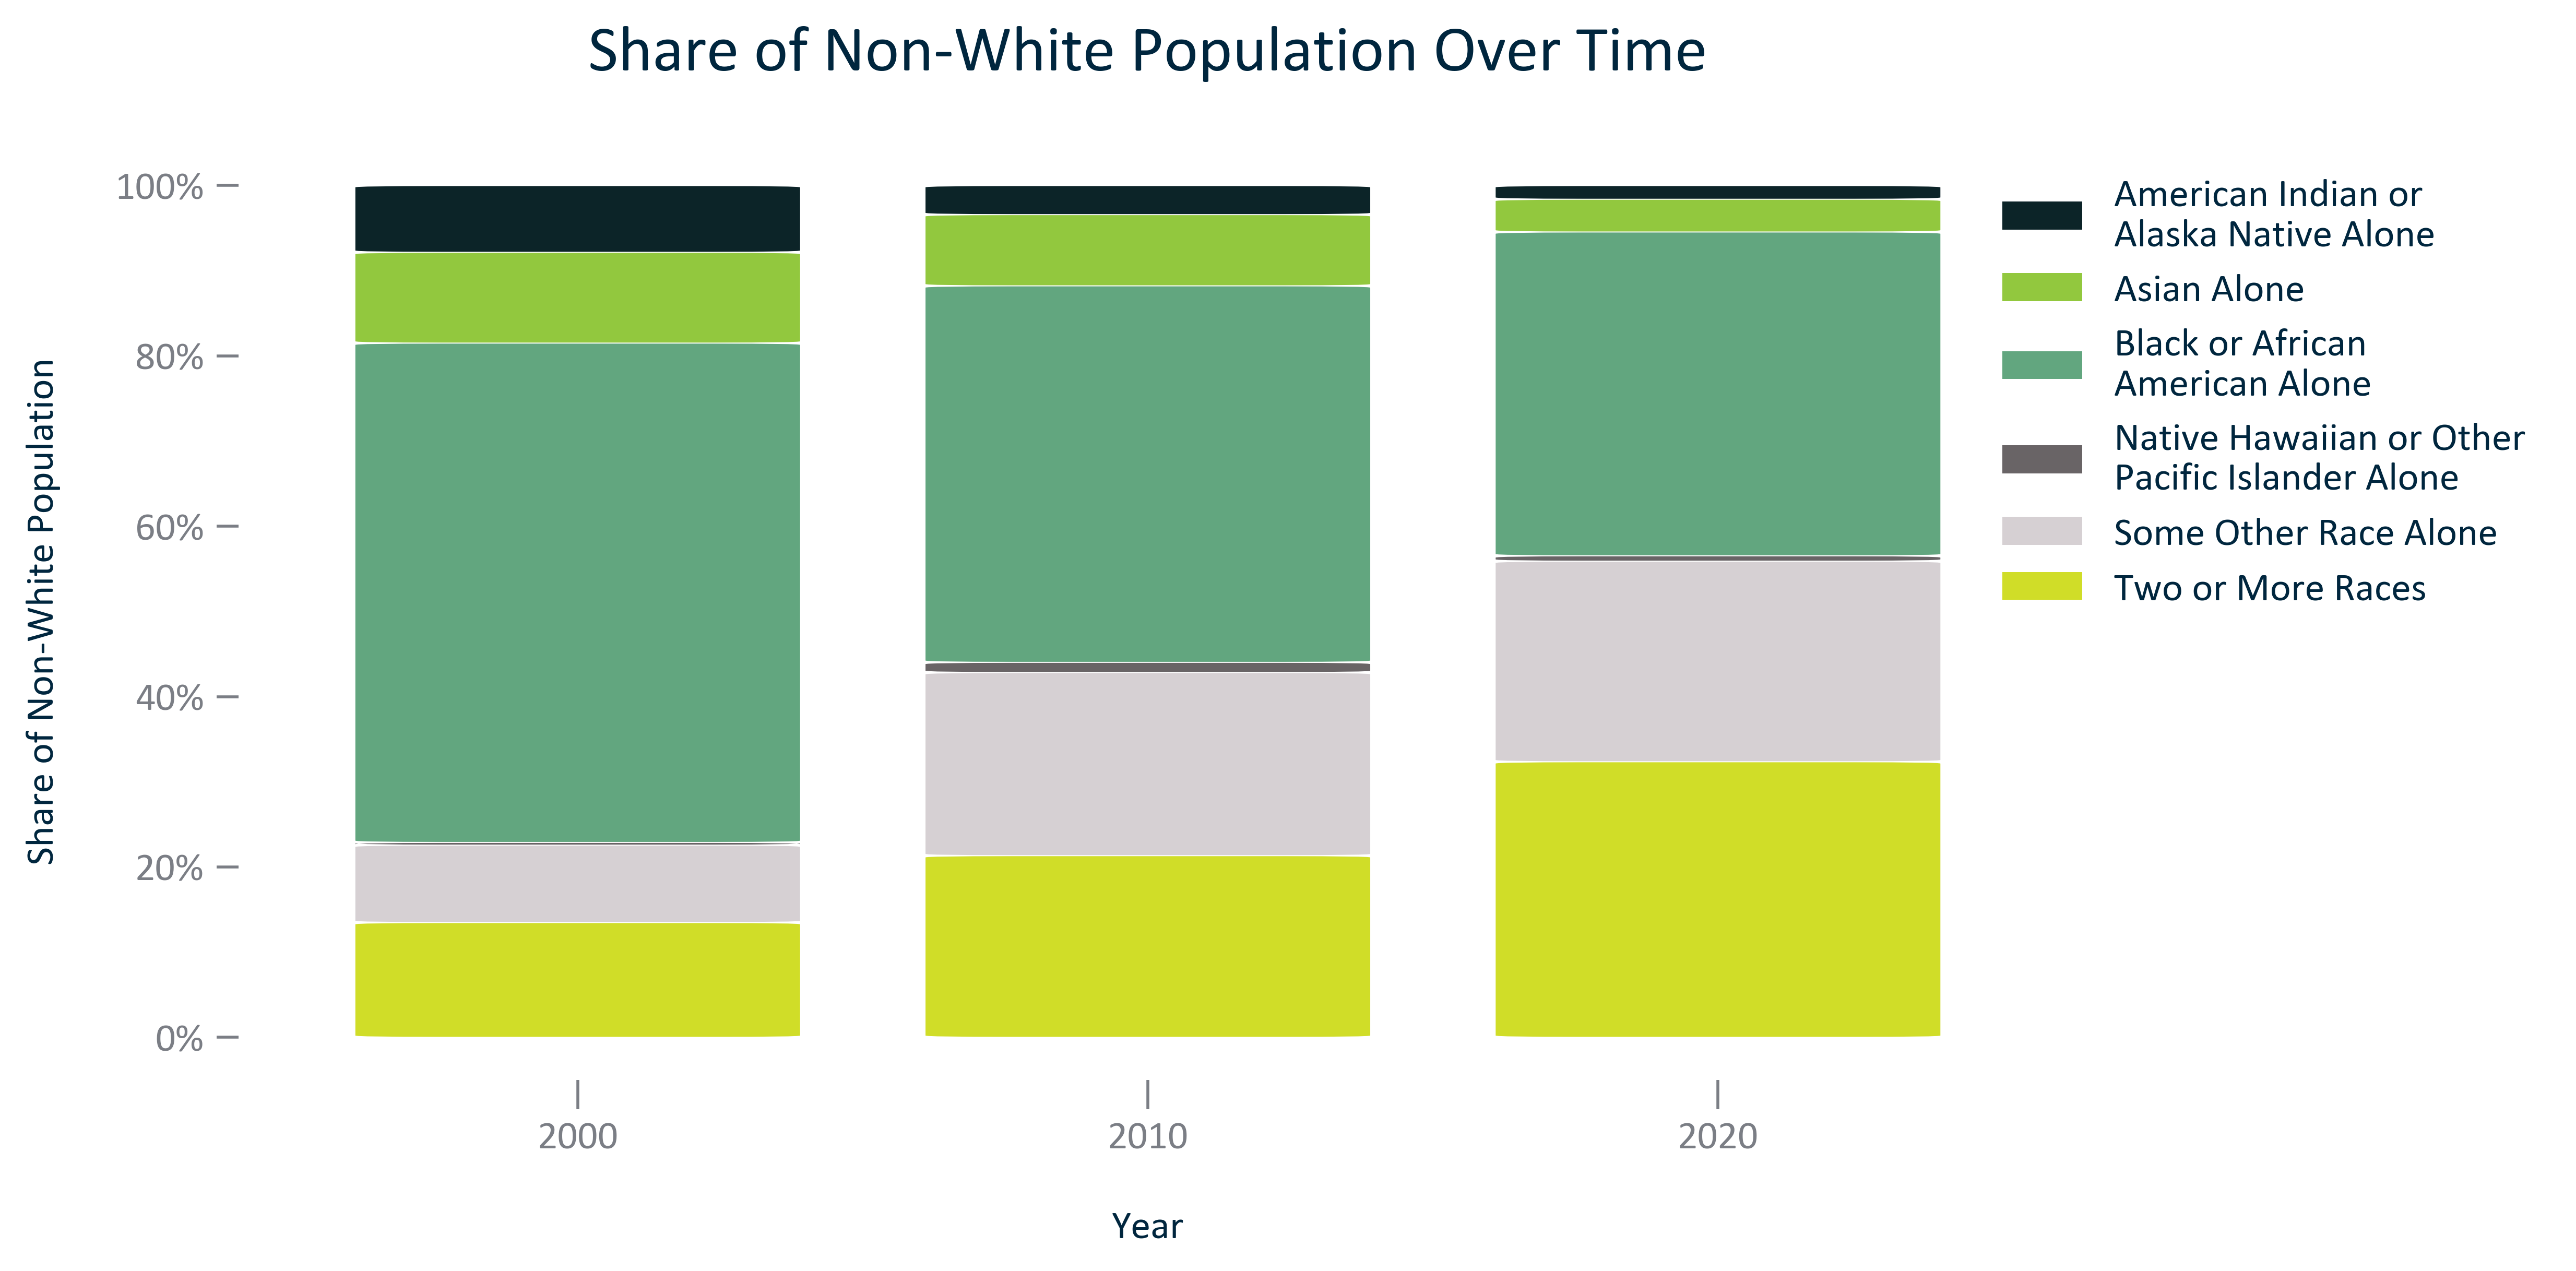 Share of Non-White Population Over Time
Share of Non-White Population
100%
80%
60%
40%
20%
0%
2000
2010
2020
Year
American Indian or
Alaska Native Alone
Asian Alone
Black or African
American Alone
Native Hawaiian or Other
Pacific Islander Alone
Some Other Race Alone
Two or More Races